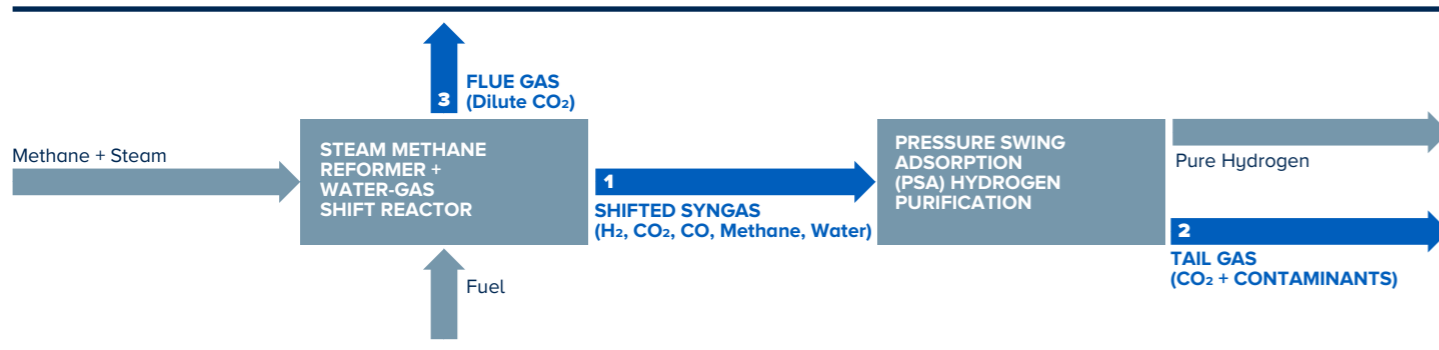 3
FLUE GAS
(Dilute CO₂)
Methane + Steam
STEAM METHANE
REFORMER +
WATER-GAS
SHIFT REACTOR
1
SHIFTED SYNGAS
(H₂, CO₂, CO, Methane, Water)
Fuel
PRESSURE SWING
ADSORPTION
(PSA) HYDROGEN
PURIFICATION
Pure Hydrogen
2
TAIL GAS
(CO₂ + CONTAMINANTS)